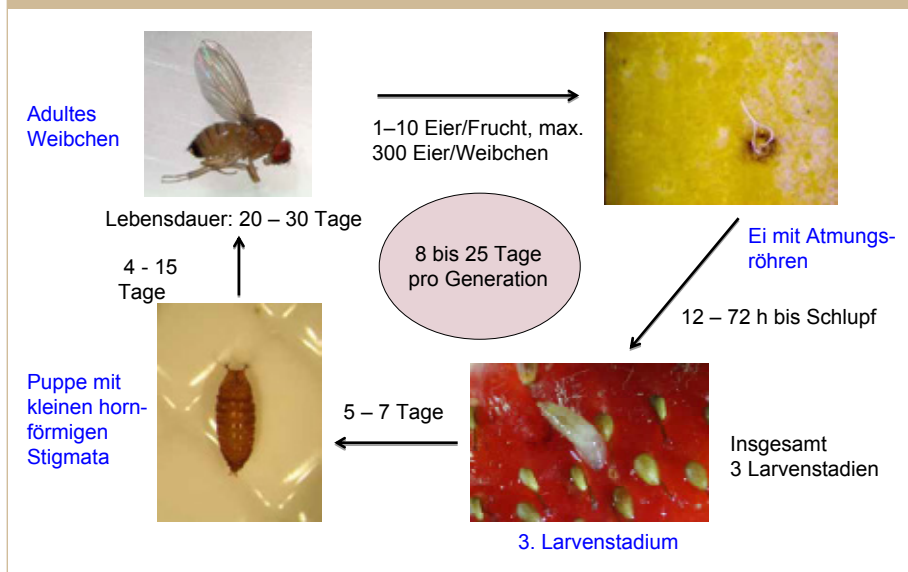 Adultes
Weibchen
1–10 Eier/Frucht, max.
300 Eier/Weibchen
Lebensdauer: 20 – 30 Tage
8 bis 25 Tage
pro Generation
Ei mit Atmungs-
röhren
4 - 15
Tage
12 – 72 h bis Schlupf
Puppe mit
kleinen horn-
förmigen
Stigmata
5 – 7 Tage
Insgesamt
3 Larvenstadien
3. Larvenstadium